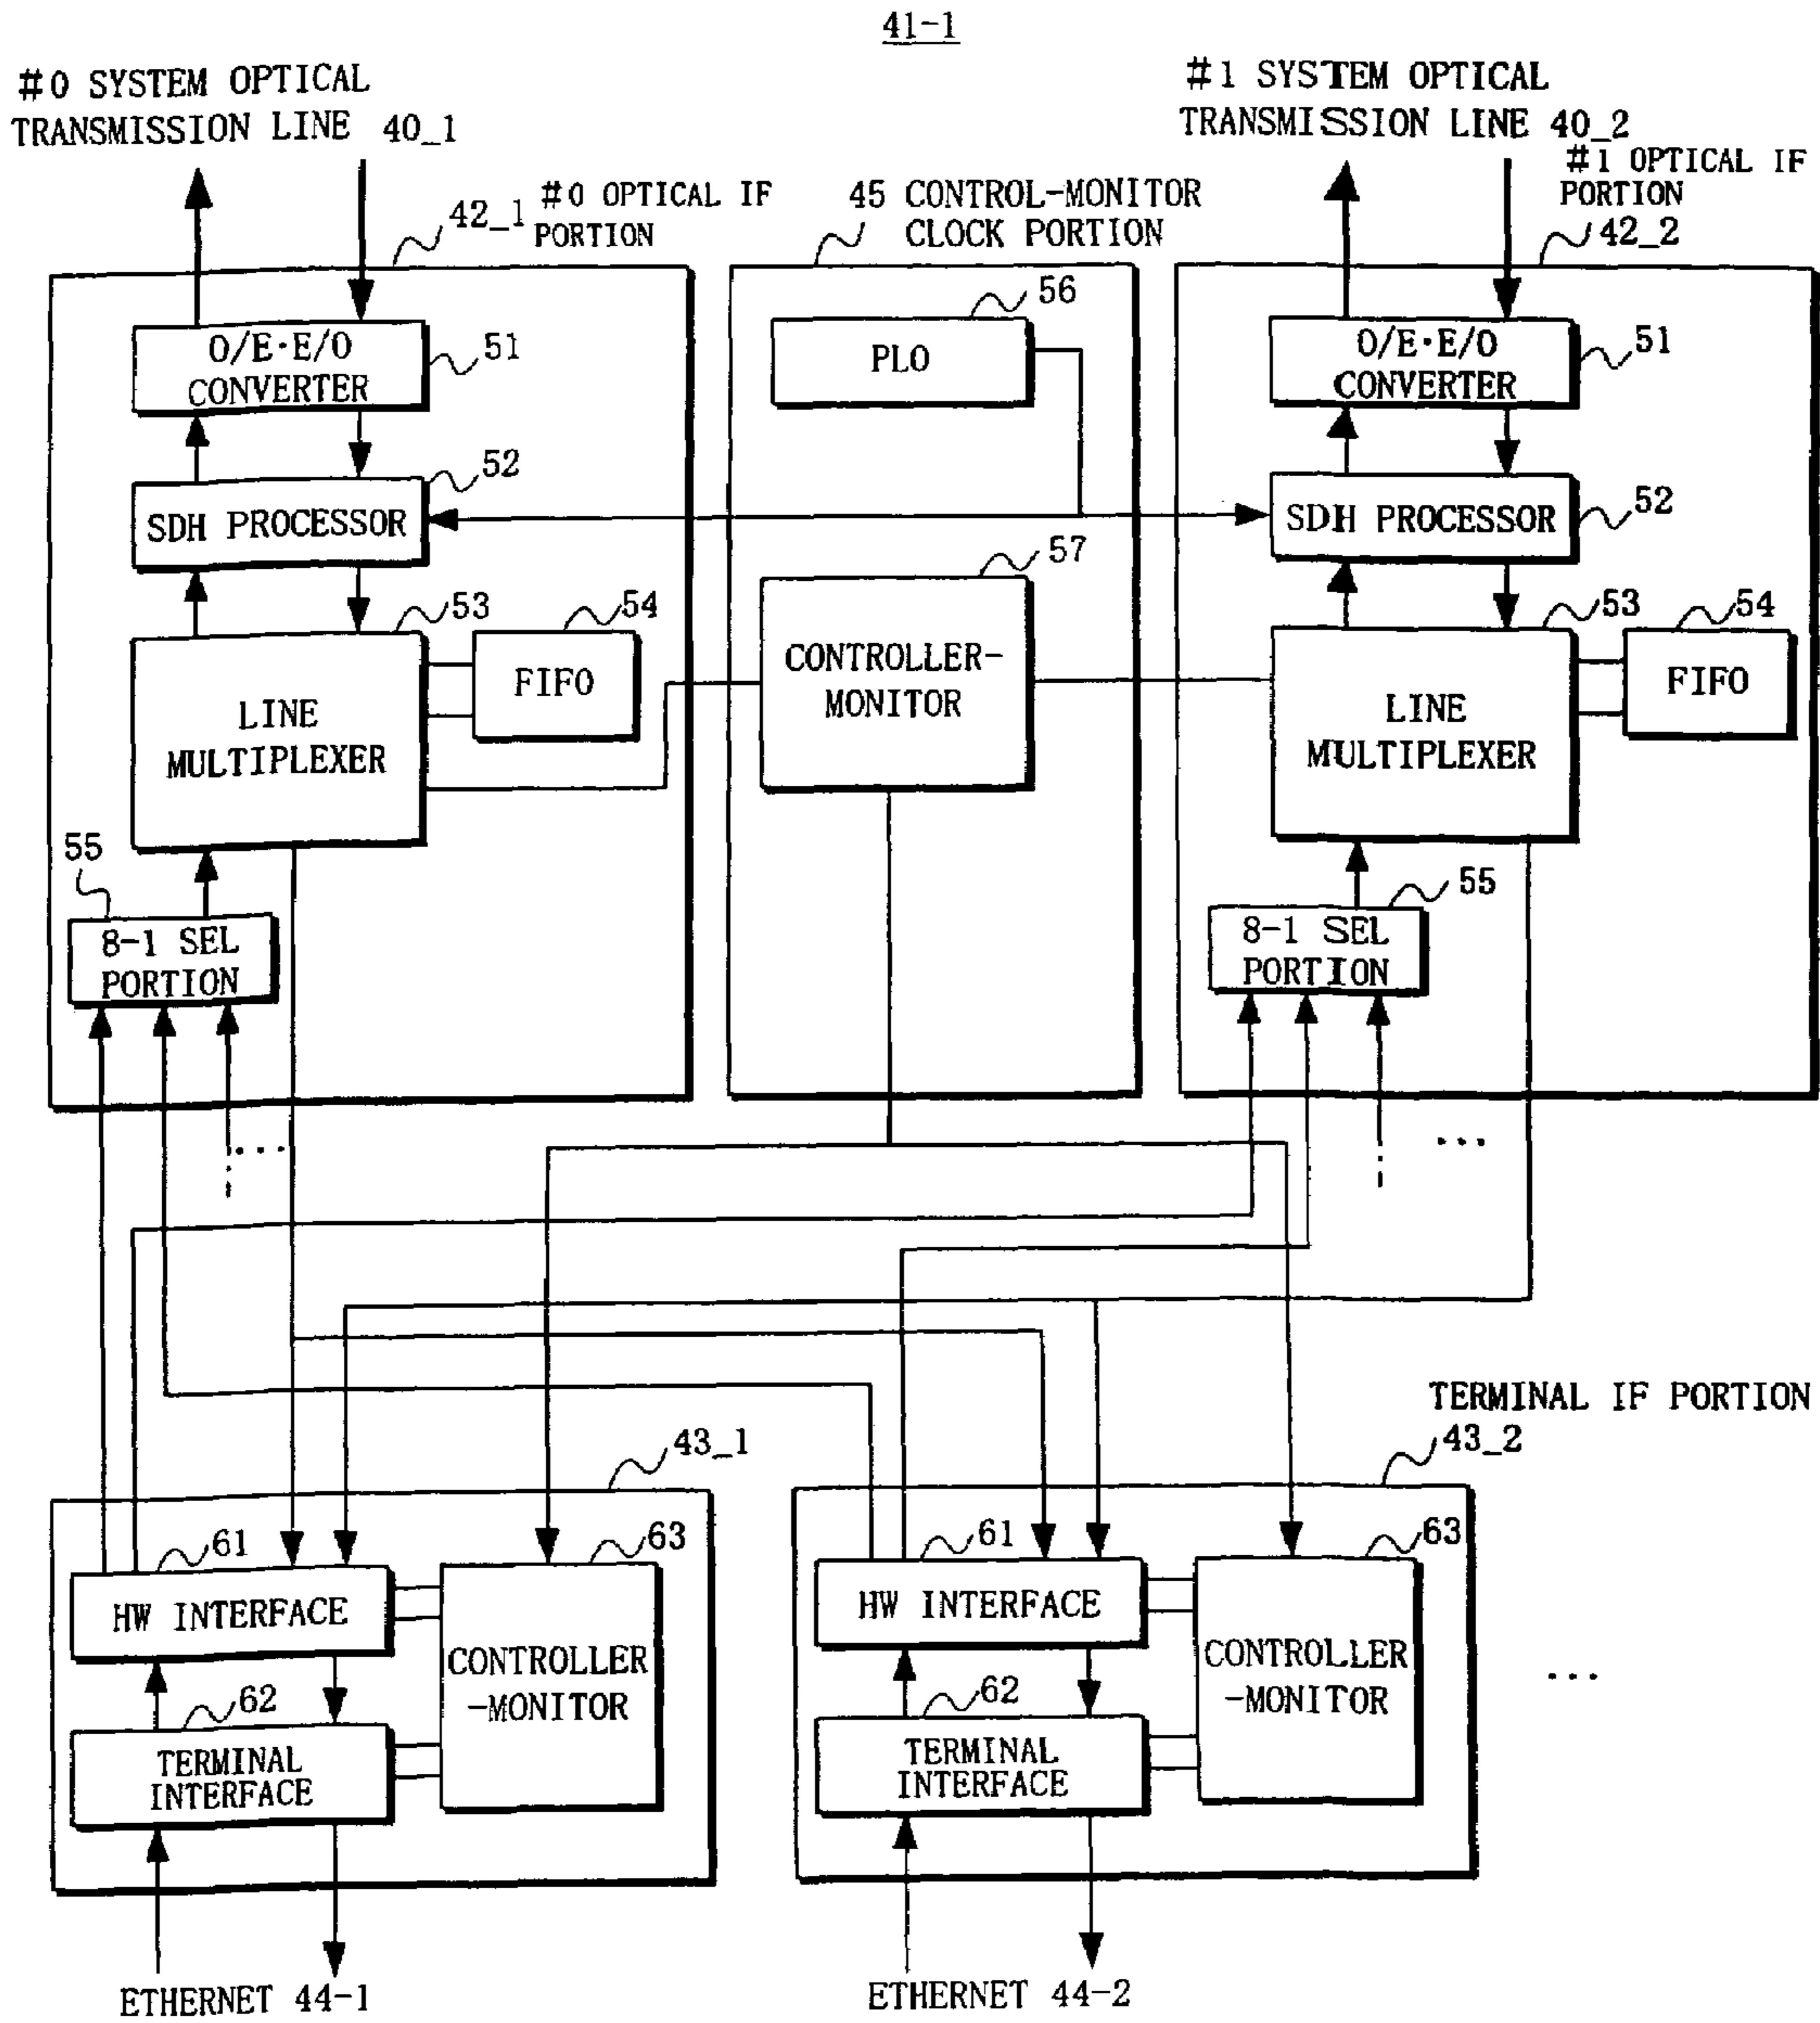 41-1
#0 SYSTEM OPTICAL
TRANSMISSION LINE 40_1
#1 SYSTEM OPTICAL
TRANSMISSION LINE 40_2
42_1 #0 OPTICAL IF
PORTION
45 CONTROL-MONITOR
CLOCK PORTION
#1 OPTICAL IF
PORTION
42_2
O/E·E/O
CONVERTER
51
56
PLO
O/E·E/O
CONVERTER
51
52
SDH PROCESSOR
52
SDH PROCESSOR
57
CONTROLLER-
MONITOR
53
LINE
MULTIPLEXER
54
FIFO
53
LINE
MULTIPLEXER
54
FIFO
55
8-1 SEL
PORTION
...
55
8-1 SEL
PORTION
...
TERMINAL IF PORTION
43_1
43_2
61
HW INTERFACE
63
CONTROLLER
-MONITOR
62
TERMINAL
INTERFACE
61
HW INTERFACE
63
CONTROLLER
-MONITOR
62
TERMINAL
INTERFACE
...
ETHERNET 44-1
ETHERNET 44-2